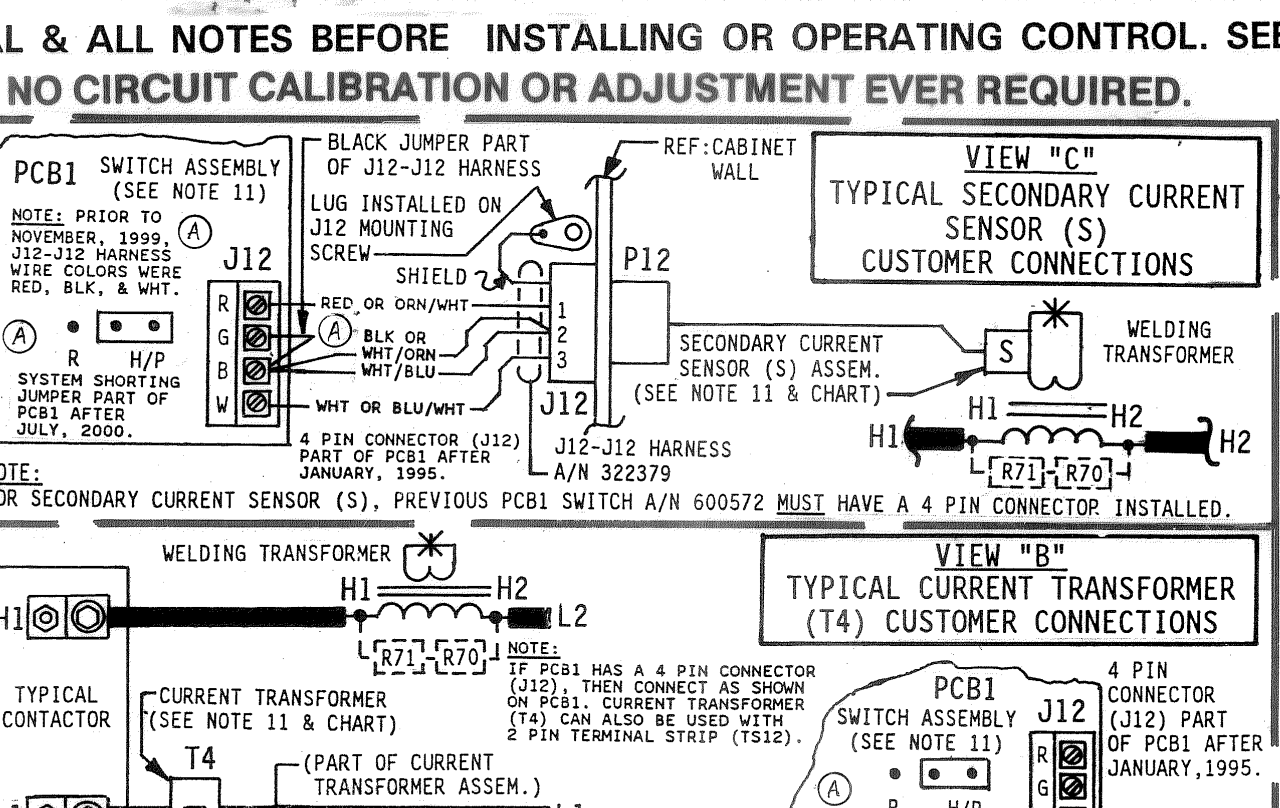 & ALL NOTES BEFORE INSTALLING OR OPERATING CONTROL.
NO CIRCUIT CALIBRATION OR ADJUSTMENT EVER REQUIRED.
PCB1
SWITCH ASSEMBLY
(SEE NOTE 11)
NOTE: PRIOR TO
NOVEMBER, 1999,
J12-J12 HARNESS
WIRE COLORS WERE
RED, BLK, & WHT.
A
J12
R
G
B
W
A
R
H/P
SYSTEM SHORTING
JUMPER PART OF
PCB1 AFTER
JULY, 2000.
BLACK JUMPER PART
OF J12-J12 HARNESS
LUG INSTALLED ON
J12 MOUNTING
SCREW
SHIELD
RED OR ORN/WHT
A
BLK OR
WHT/ORN
WHT/BLU
WHT OR BLU/WHT
1
2
3
J12
P12
REF:CABINET
WALL
4 PIN CONNECTOR (J12)
PART OF PCB1 AFTER
JANUARY, 1995.
J12-J12 HARNESS
A/N 322379
VIEW "C"
TYPICAL SECONDARY CURRENT
SENSOR (S)
CUSTOMER CONNECTIONS
SECONDARY CURRENT
SENSOR (S) ASSEM.
(SEE NOTE 11 & CHART)
S
WELDING
TRANSFORMER
H1
H2
H1
H2
R71
R70
OR SECONDARY CURRENT SENSOR (S), PREVIOUS PCB1 SWITCH A/N 600572 MUST HAVE A 4 PIN CONNECTOR INSTALLED.
WELDING TRANSFORMER
H1
H2
H1
L2
R71
R70
NOTE:
IF PCB1 HAS A 4 PIN CONNECTOR
(J12), THEN CONNECT AS SHOWN
ON PCB1. CURRENT TRANSFORMER
(T4) CAN ALSO BE USED WITH
2 PIN TERMINAL STRIP (TS12).
TYPICAL
CONTACTOR
CURRENT TRANSFORMER
(SEE NOTE 11 & CHART)
T4
(PART OF CURRENT
TRANSFORMER ASSEM.)
VIEW "B"
TYPICAL CURRENT TRANSFORMER
(T4) CUSTOMER CONNECTIONS
PCB1
SWITCH ASSEMBLY
(SEE NOTE 11)
J12
R
G
A
4 PIN
CONNECTOR
(J12) PART
OF PCB1 AFTER
JANUARY,1995.